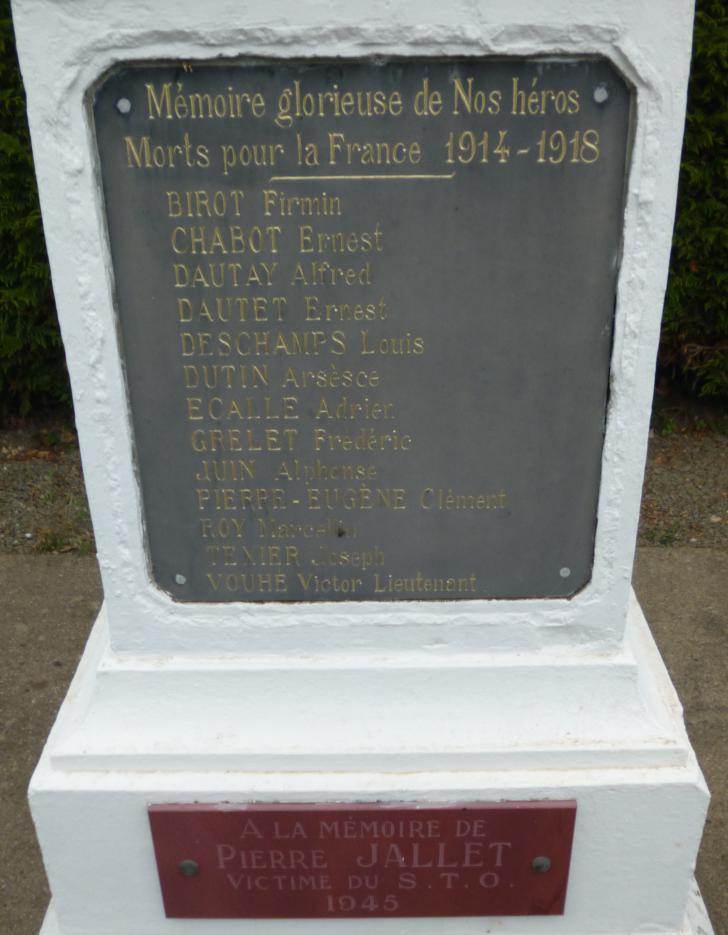 Mémoire glorieuse de Nos héros
Morts pour la France 1914-1918
BIROT Firmin
CHABOT Ernest
DAUTAY Alfred
DAUTET Ernest
DESCHAMPS Louis
DUTIN Arsèsce
ECALLE Adrien
GRELET Frédéric
JUIN Alphonse
PIERRE-EUGÈNE Clément
ROY
TEXIER Joseph
VOUHE Victor Lieutenant
A LA MÉMOIRE DE
PIERRE JALLET
VICTIME DU S.T.O.
1945